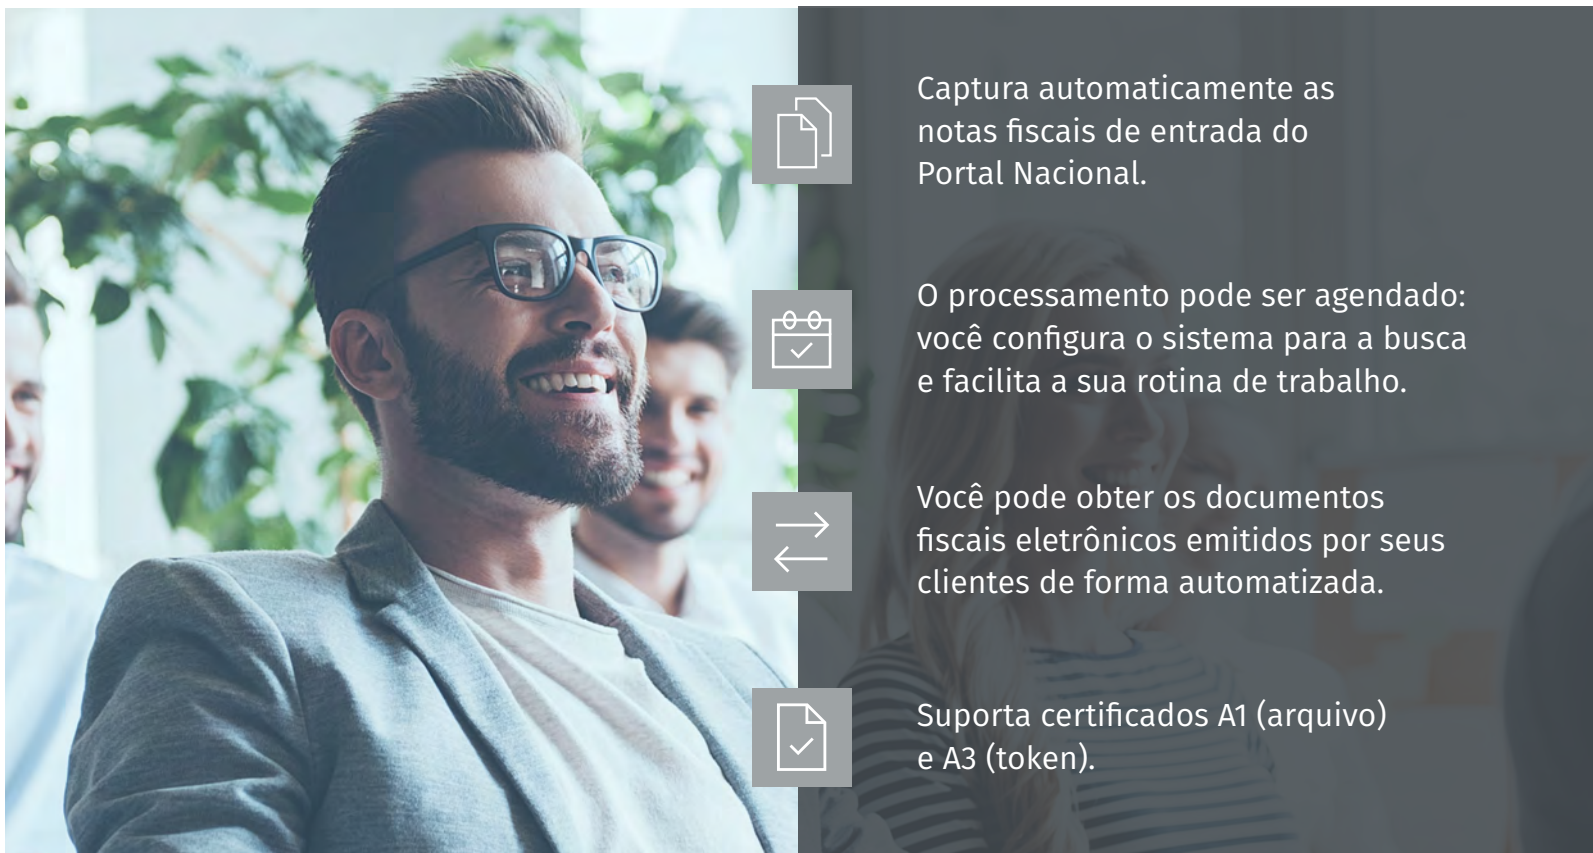 Captura automaticamente as
notas fiscais de entrada do
Portal Nacional.
O processamento pode ser agendado:
você configura o sistema para a busca
e facilita a sua rotina de trabalho.
Você pode obter os documentos
fiscais eletrônicos emitidos por seus
clientes de forma automatizada.
Suporta certificados A1 (arquivo)
e A3 (token).